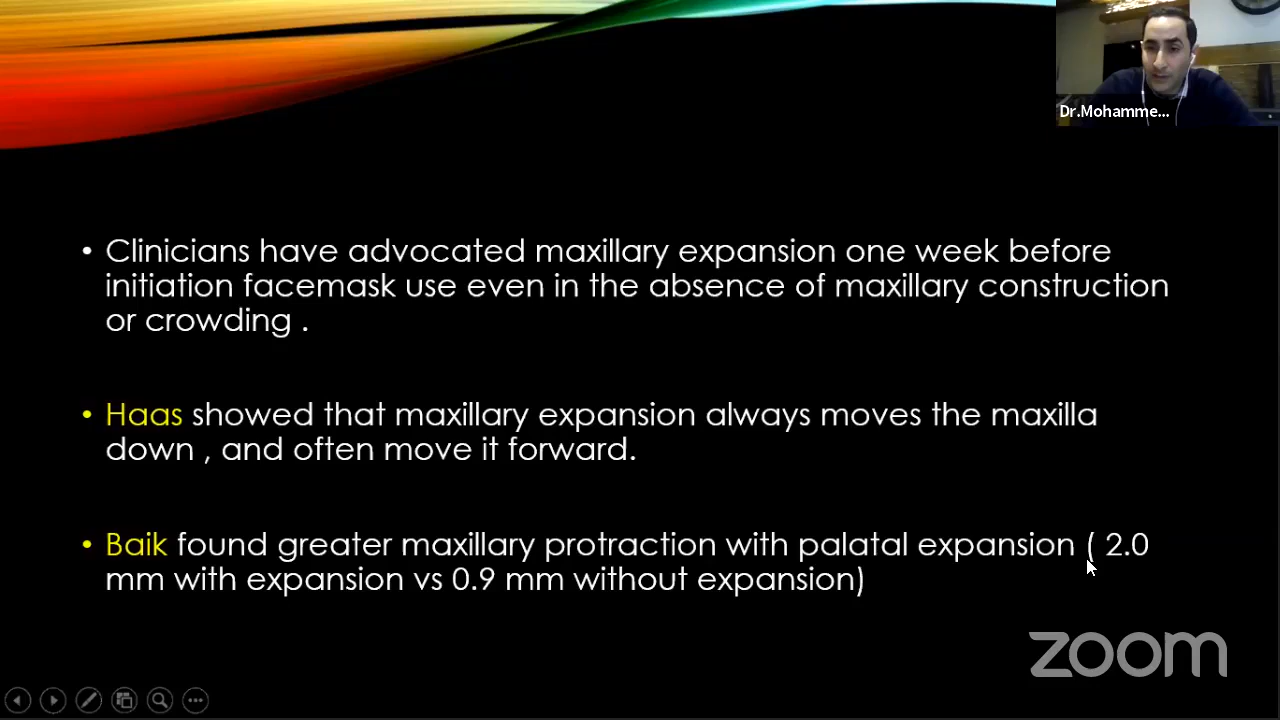 Dr.Mohamme...
• Clinicians have advocated maxillary expansion one week before
initiation facemask use even in the absence of maxillary construction
or crowding .
• Haas showed that maxillary expansion always moves the maxilla
down , and often move it forward.
• Baik found greater maxillary protraction with palatal expansion ( 2.0
mm with expansion vs 0.9 mm without expansion)
zoom